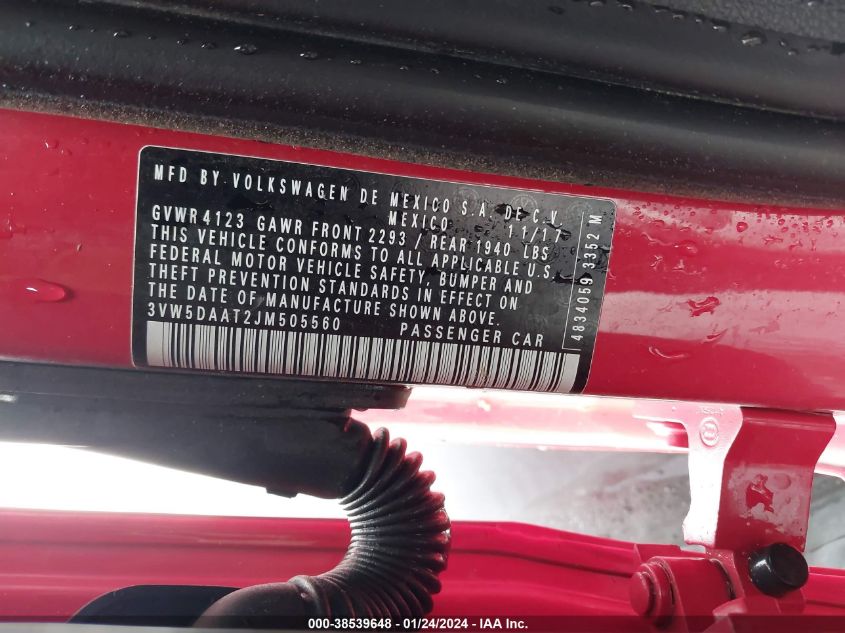 MFD BY VOLKSWAGEN DE MEXICO S.A. DE C.V.
MEXICO 11/17
GVWR 4123 GAWR FRONT 2293 / REAR 1940 LBS
THIS VEHICLE CONFORMS TO ALL APPLICABLE U.S.
FEDERAL MOTOR VEHICLE SAFETY, BUMPER AND
THEFT PREVENTION STANDARDS IN EFFECT ON
THE DATE OF MANUFACTURE SHOWN ABOVE.
3VW5DAAT2JM505560 PASSENGER CAR
4834059 3352 M
000-38539648 - 01/24/2024 - IAA Inc.